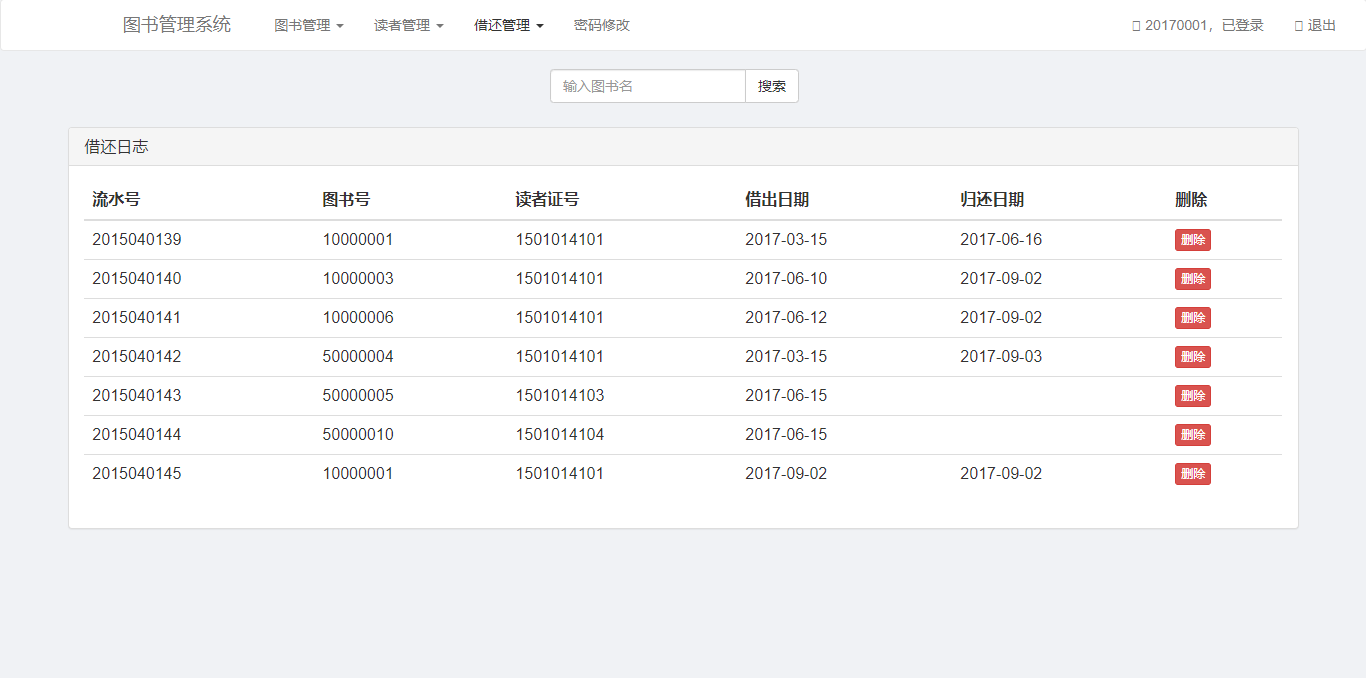 图书管理系统 图书管理 读者管理 借还管理 密码修改 20170001，已登录 退出
输入图书名 搜索
借还日志
流水号 图书号 读者证号 借出日期 归还日期 删除
2015040139 10000001 1501014101 2017-03-15 2017-06-16 删除
2015040140 10000003 1501014101 2017-06-10 2017-09-02 删除
2015040141 10000006 1501014101 2017-06-12 2017-09-02 删除
2015040142 50000004 1501014101 2017-03-15 2017-09-03 删除
2015040143 50000005 1501014103 2017-06-15 删除
2015040144 50000010 1501014104 2017-06-15 删除
2015040145 10000001 1501014101 2017-09-02 2017-09-02 删除